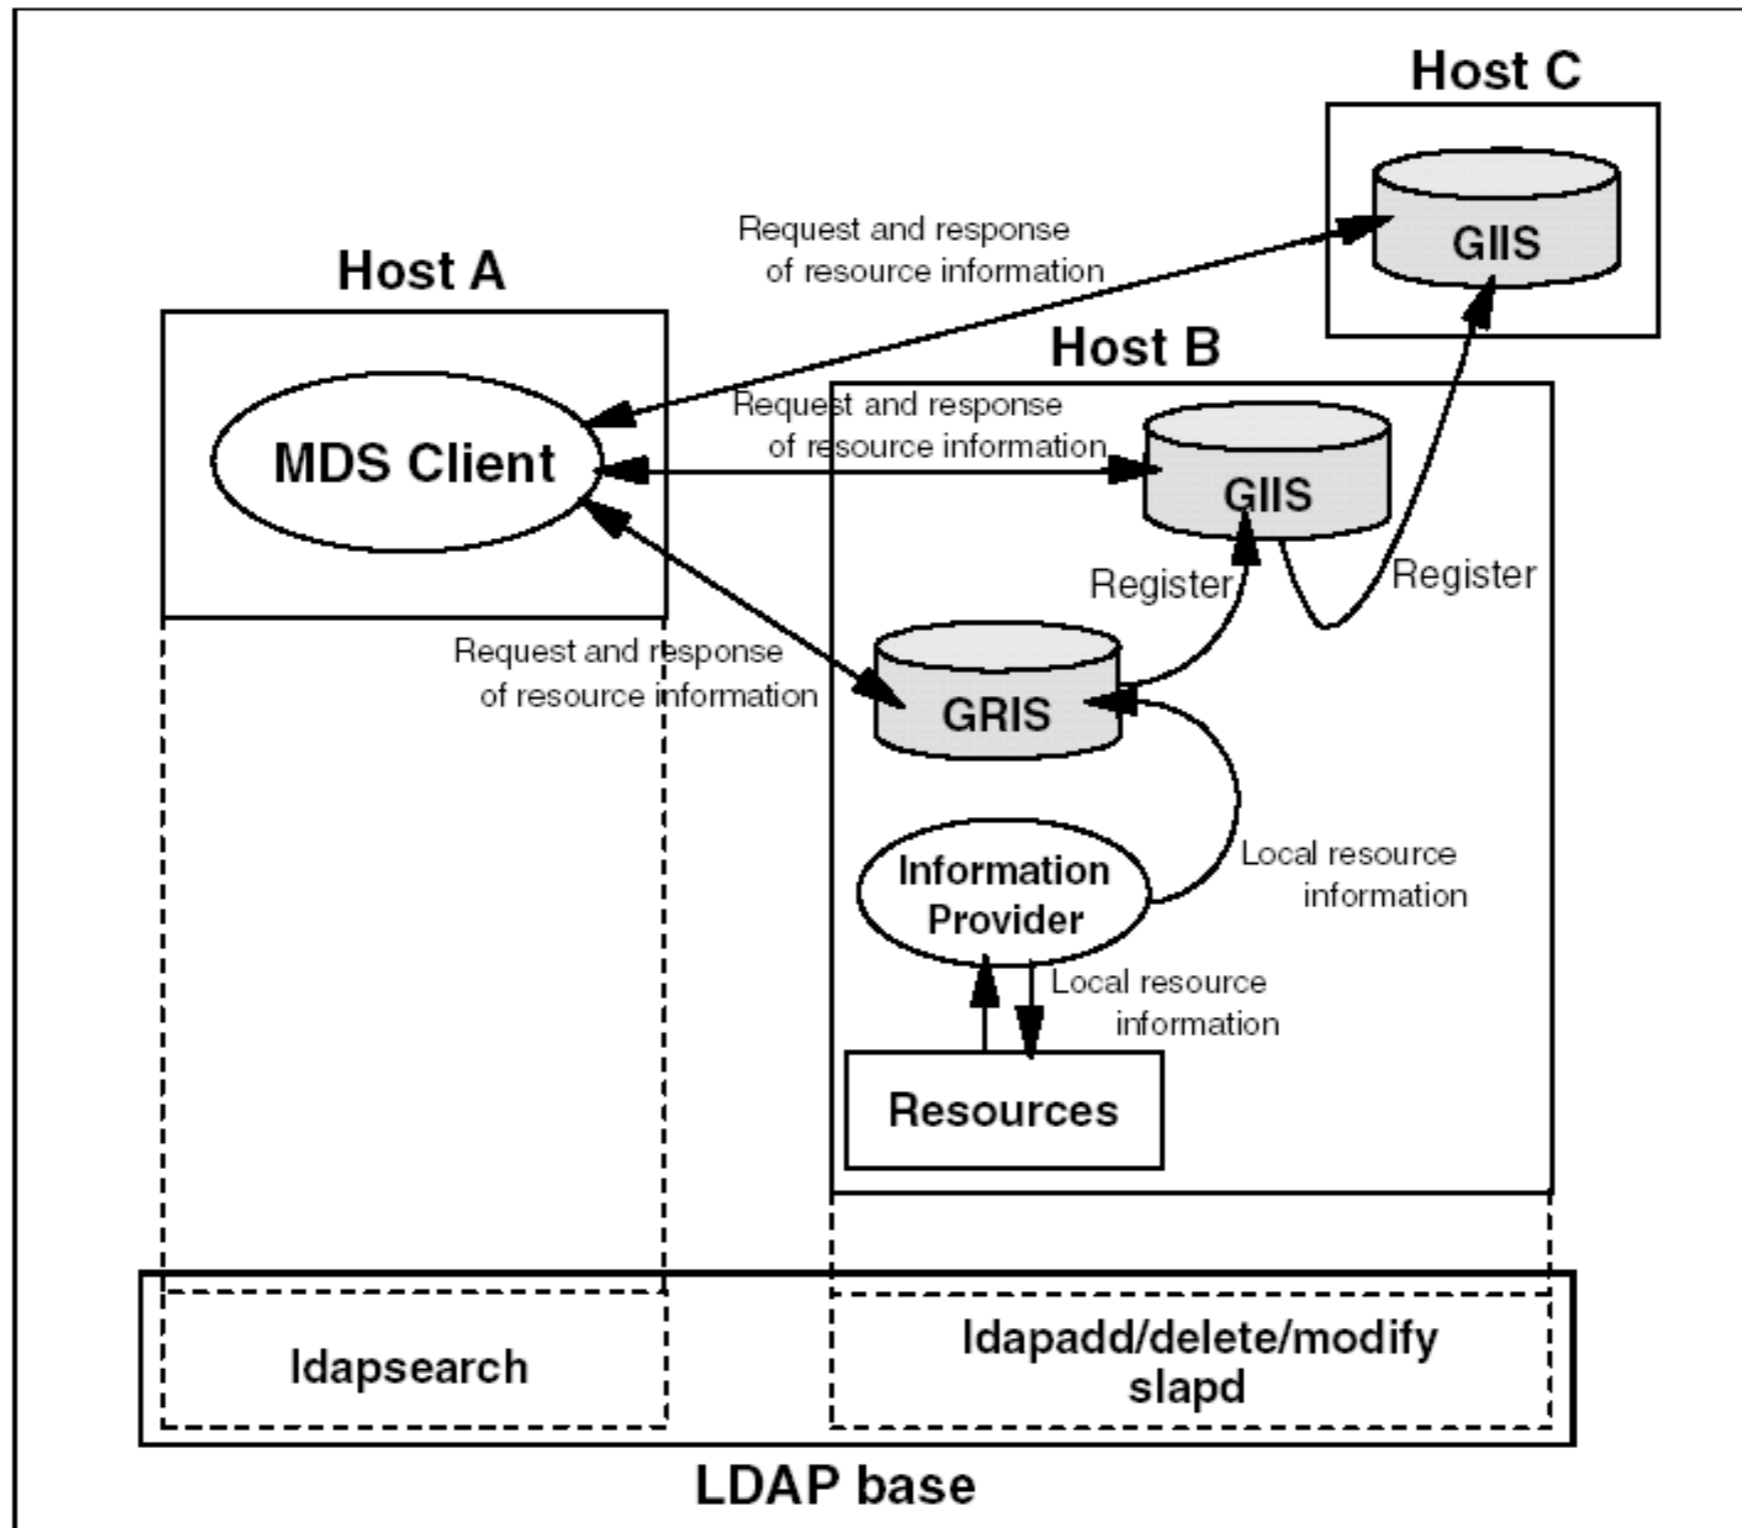 Host C
GIIS
Request and response
of resource information
Host A
Host B
MDS Client
Request and response
of resource information
GIIS
Register
Register
Request and response
of resource information
GRIS
Information
Provider
Local resource
information
Local resource
information
Resources
ldapsearch
ldapadd/delete/modify
slapd
LDAP base